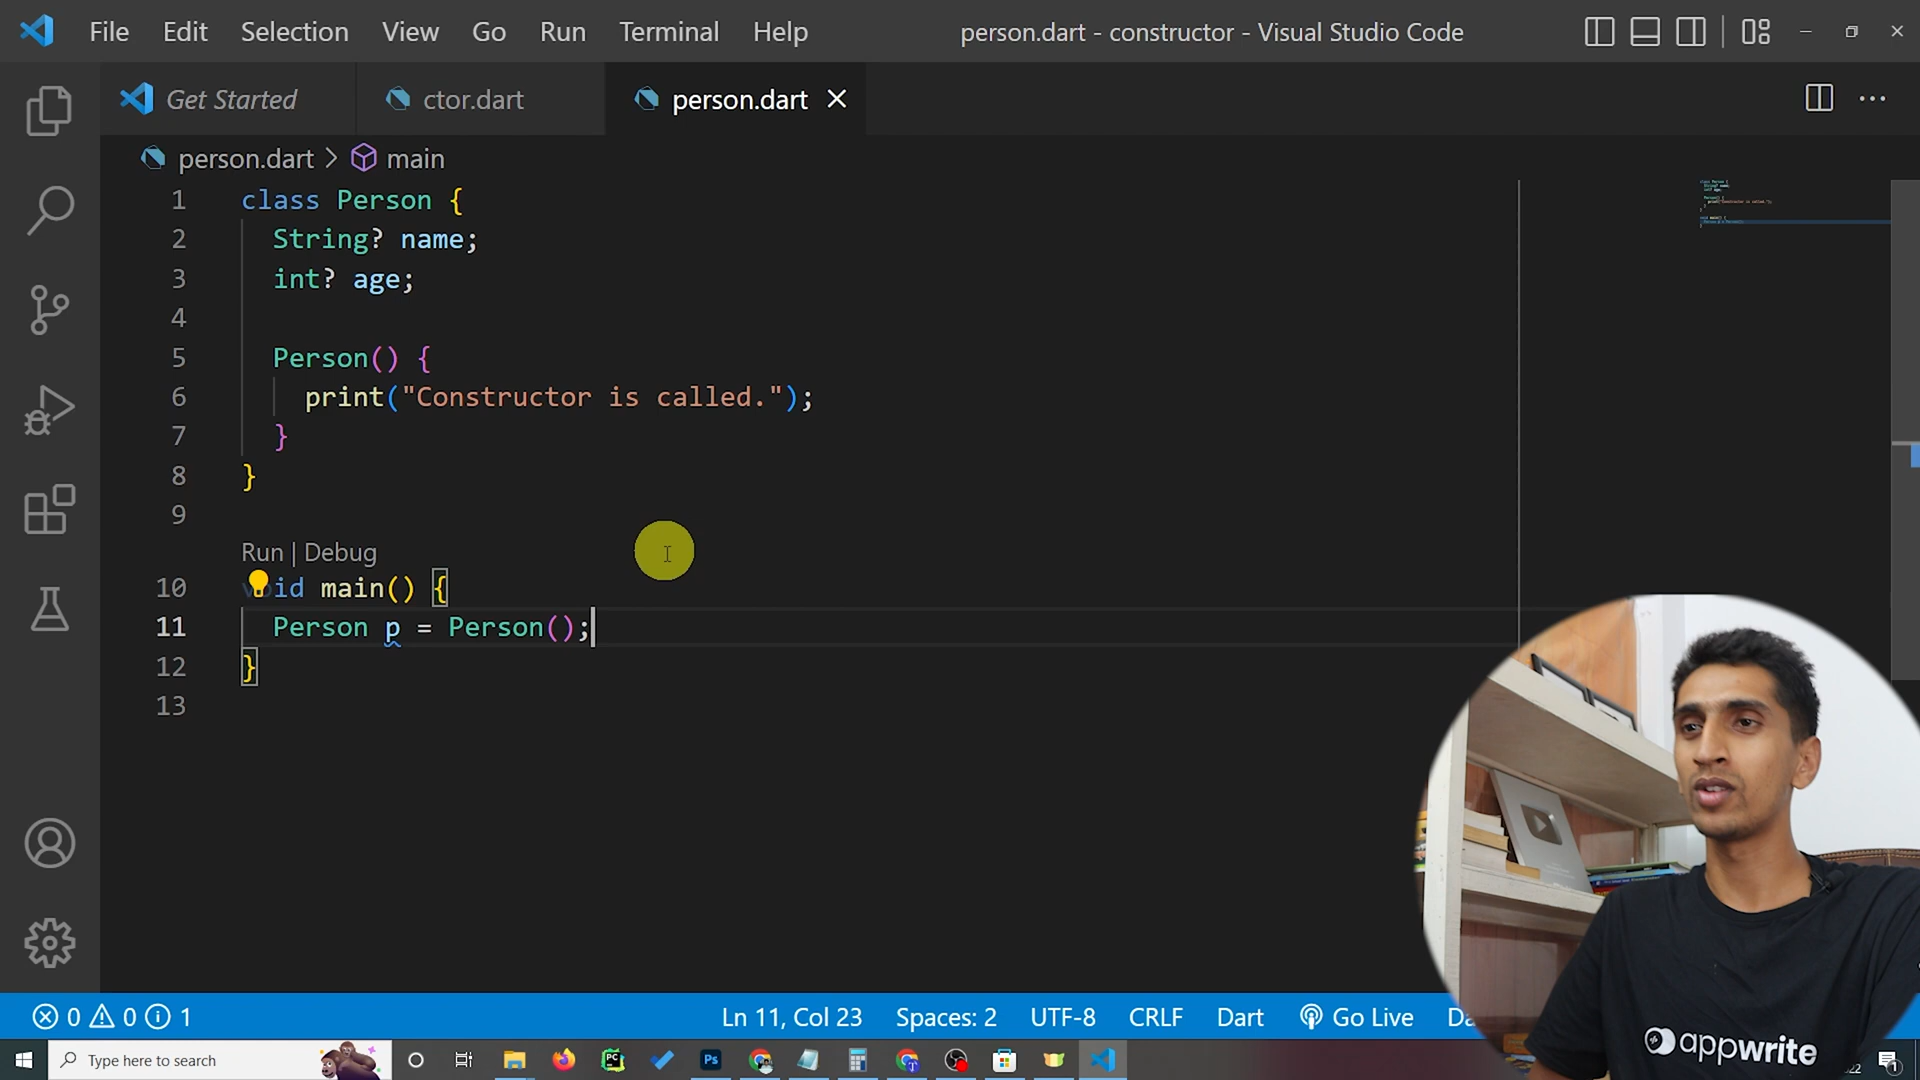 File Edit Selection View Go Run Terminal Help person.dart - constructor - Visual Studio Code
Get Started ctor.dart person.dart
person.dart > main
1 class Person {
2 String? name;
3 int? age;
4
5 Person() {
6 print("Constructor is called.");
7 }
8 }
9
Run | Debug
10 void main() {
11 Person p = Person();
12 }
13
0 0 1 Ln 11, Col 23 Spaces: 2 UTF-8 CRLF Dart Go Live
Type here to search
appwrite